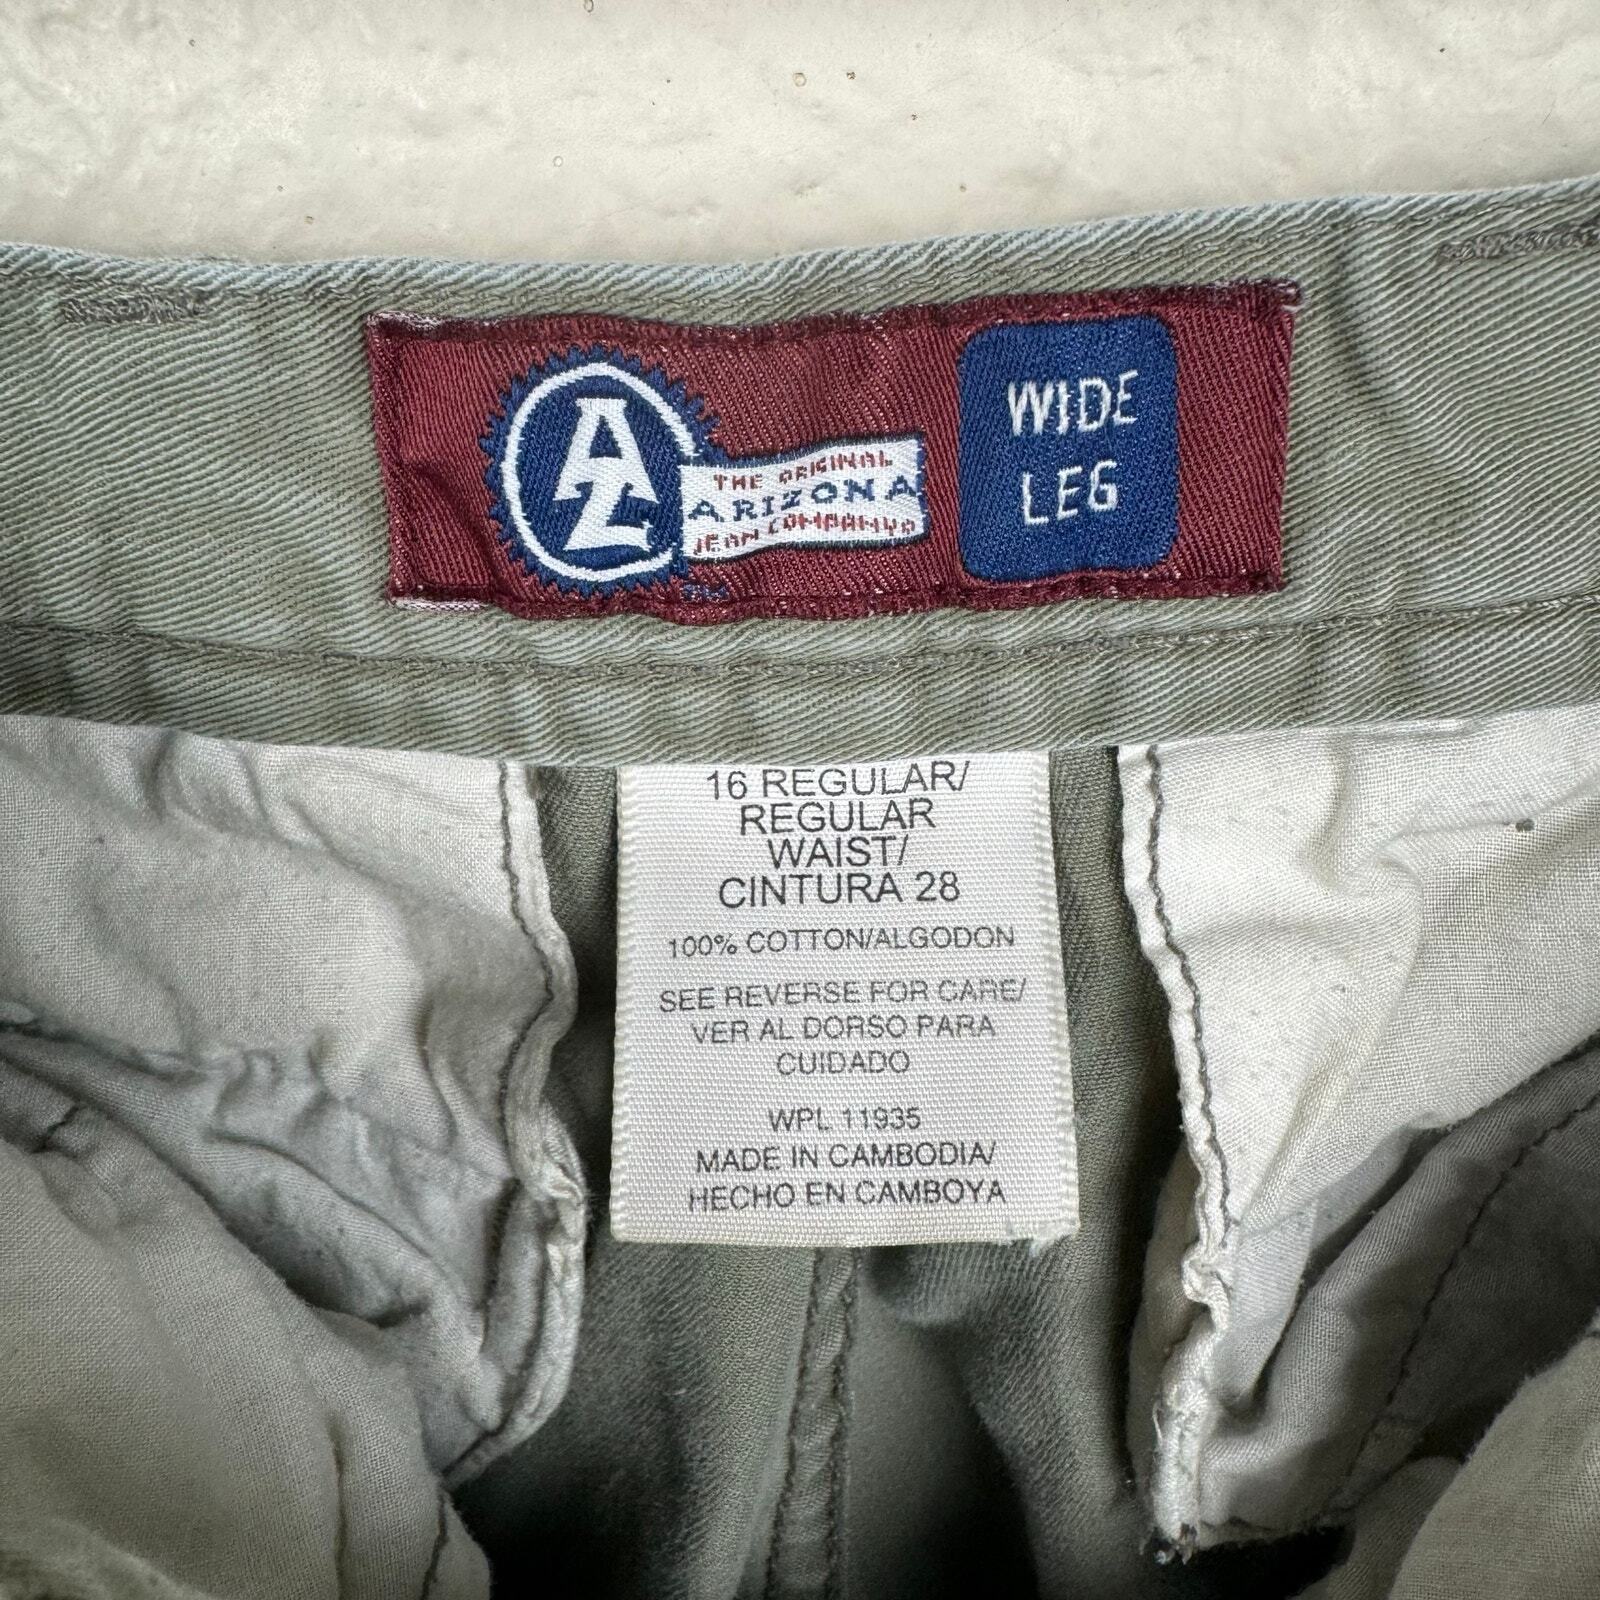 AZ
THE ORIGINAL
ARIZONA
JEAN COMPANY
TM
WIDE
LEG
16 REGULAR/
REGULAR
WAIST/
CINTURA 28
100% COTTON/ALGODON
SEE REVERSE FOR CARE/
VER AL DORSO PARA
CUIDADO
WPL 11935
MADE IN CAMBODIA/
HECHO EN CAMBOYA